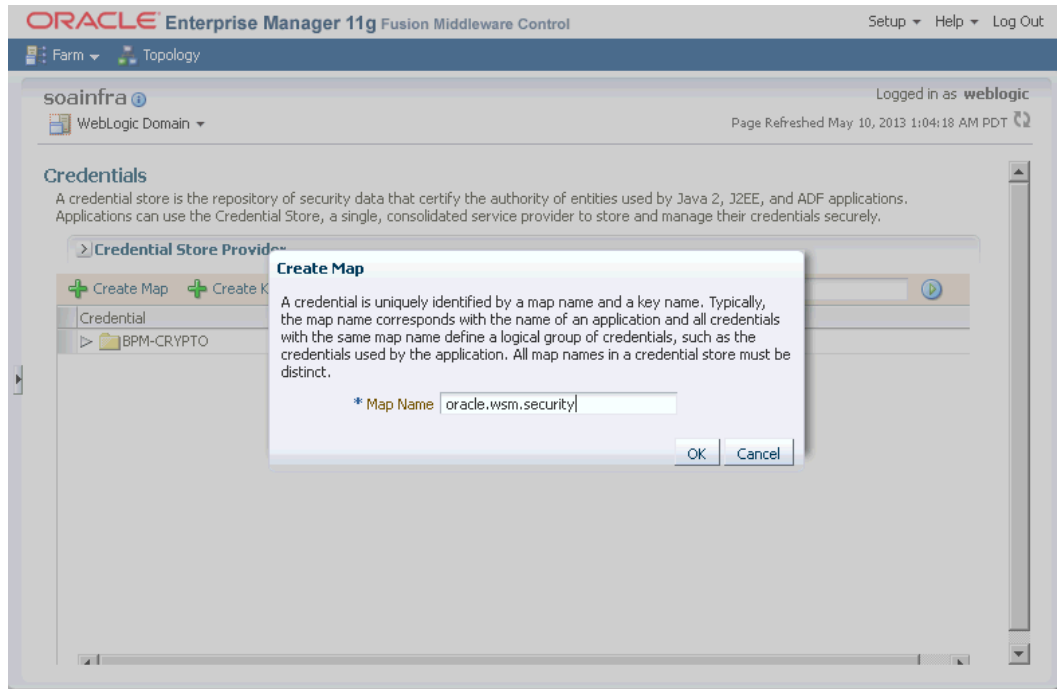 ORACLE Enterprise Manager 11g Fusion Middleware Control
Setup Help Log Out
Farm Topology
soainfra
Logged in as weblogic
WebLogic Domain
Page Refreshed May 10, 2013 1:04:18 AM PDT
Credentials
A credential store is the repository of security data that certify the authority of entities used by Java 2, J2EE, and ADF applications.
Applications can use the Credential Store, a single, consolidated service provider to store and manage their credentials securely.
Credential Store Provider
Create Map Create K
Credential
BPM-CRYPTO
Create Map
A credential is uniquely identified by a map name and a key name. Typically,
the map name corresponds with the name of an application and all credentials
with the same map name define a logical group of credentials, such as the
credentials used by the application. All map names in a credential store must be
distinct.
* Map Name oracle.wsm.security
OK Cancel